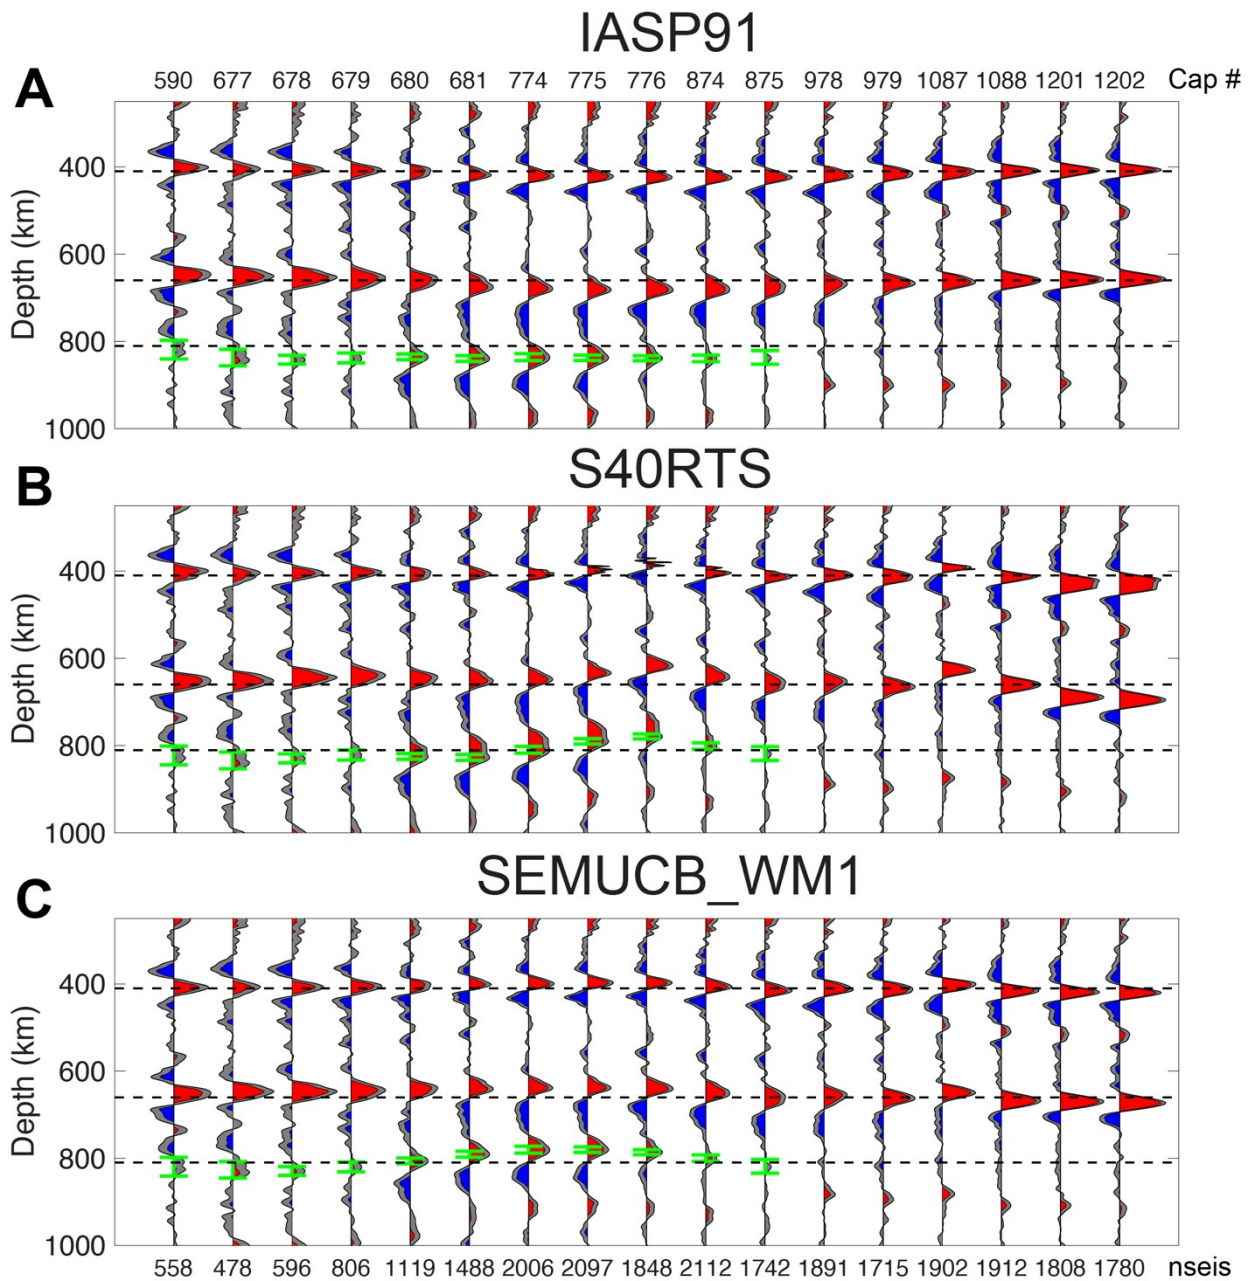 IASP91
A
590 677 678 679 680 681 774 775 776 874 875 978 979 1087 1088 1201 1202 Cap #
400
600
800
1000
Depth (km)
S40RTS
B
400
600
800
1000
Depth (km)
SEMUCB_WM1
C
400
600
800
1000
Depth (km)
558 478 596 806 1119 1488 2006 2097 1848 2112 1742 1891 1715 1902 1912 1808 1780 nseis